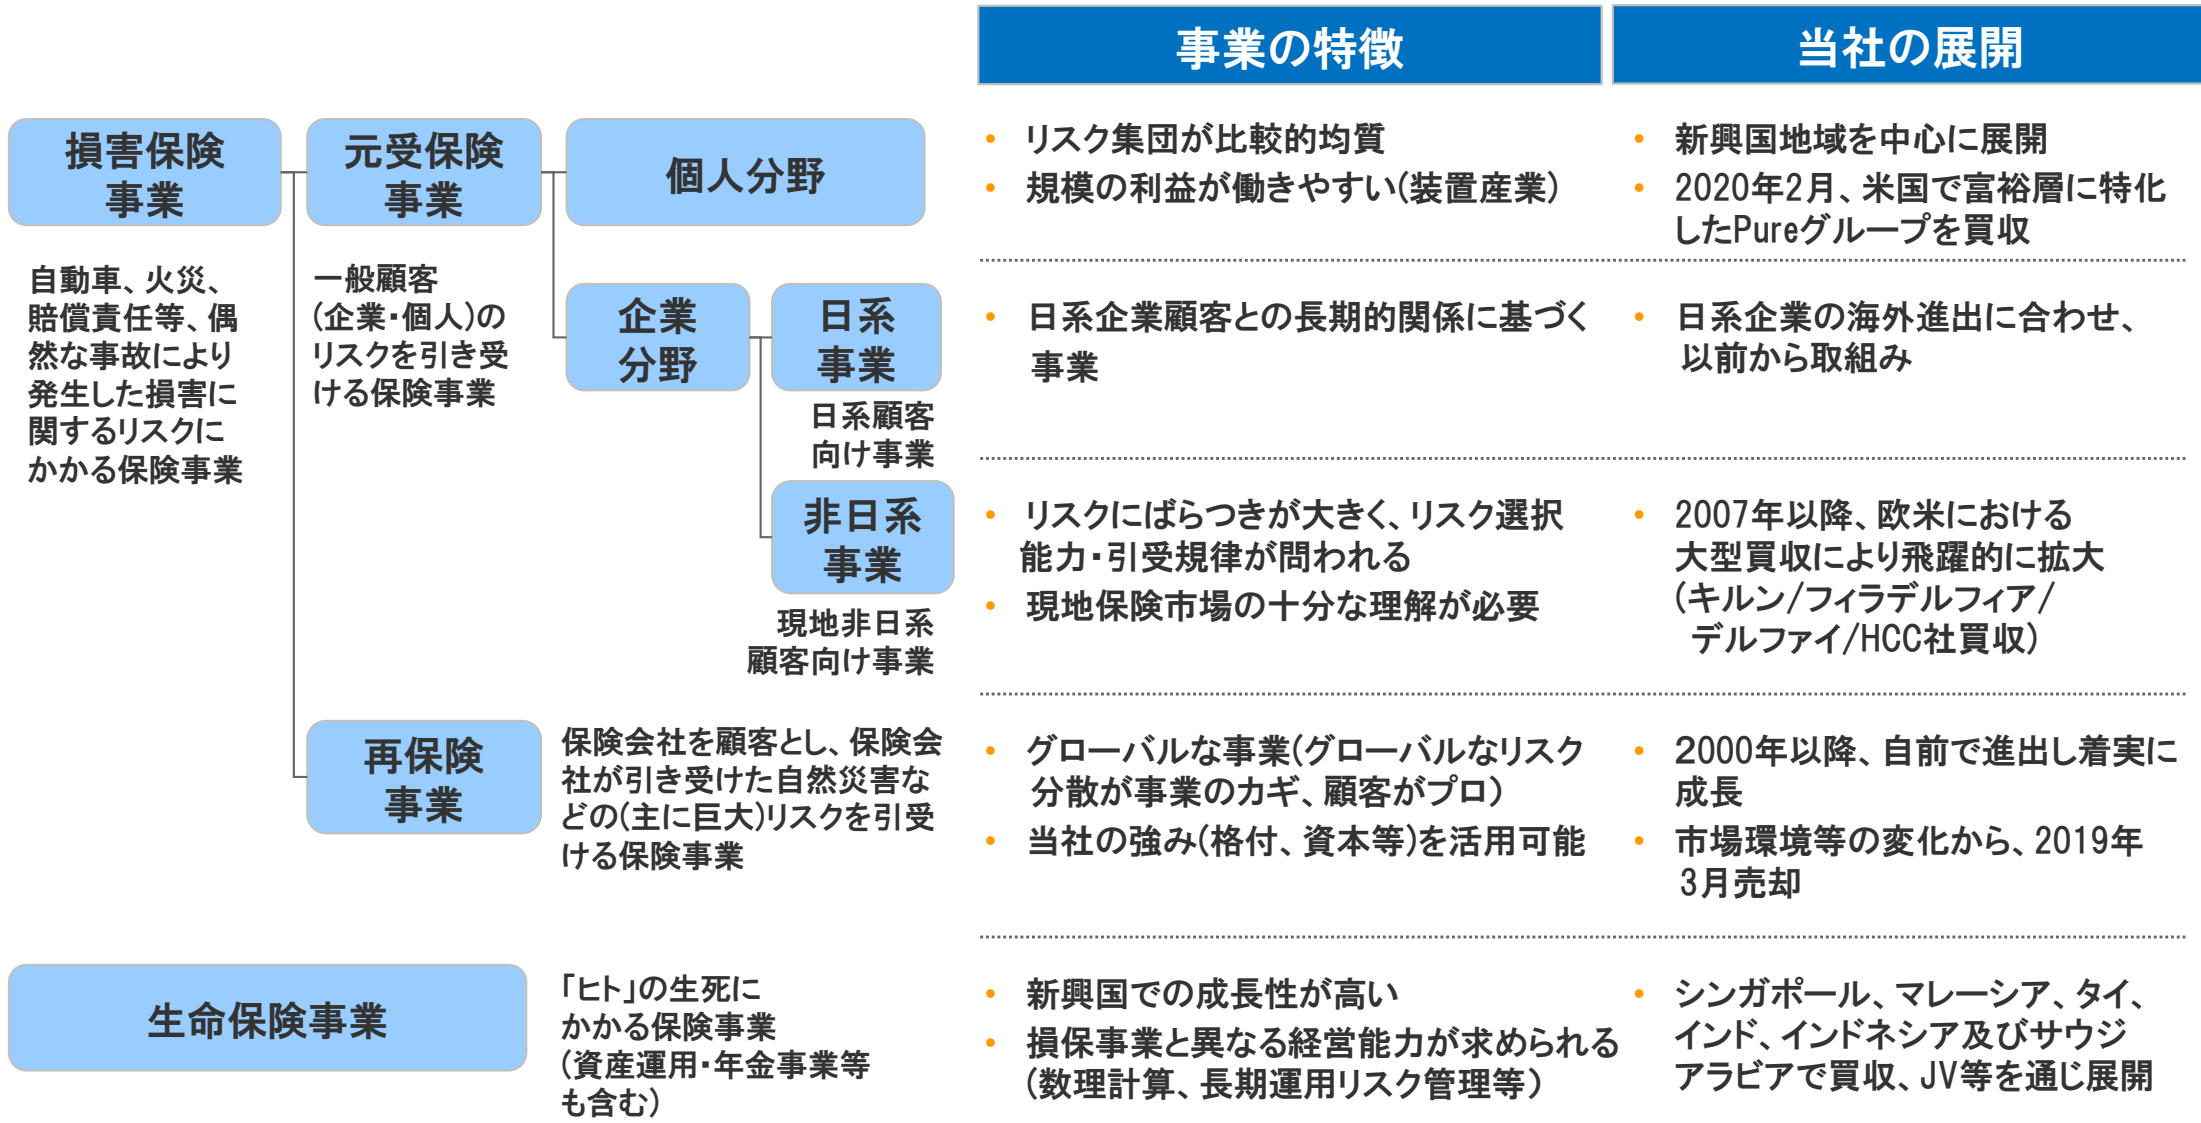 事業の特徴
当社の展開
損害保険
事業
自動車、火災、
賠償責任等、偶
然な事故により
発生した損害に
関するリスクに
かかる保険事業
元受保険
事業
一般顧客
(企業・個人)の
リスクを引き受
ける保険事業
個人分野
• リスク集団が比較的均質
• 規模の利益が働きやすい(装置産業)
• 新興国地域を中心に展開
• 2020年2月、米国で富裕層に特化
したPureグループを買収
企業
分野
日系
事業
日系顧客
向け事業
• 日系企業顧客との長期的関係に基づく
事業
• 日系企業の海外進出に合わせ、
以前から取組み
非日系
事業
現地非日系
顧客向け事業
• リスクにばらつきが大きく、リスク選択
能力・引受規律が問われる
• 現地保険市場の十分な理解が必要
• 2007年以降、欧米における
大型買収により飛躍的に拡大
(キルン/フィラデルフィア/
デルファイ/HCC社買収)
再保険
事業
保険会社を顧客とし、保険会
社が引き受けた自然災害な
どの(主に巨大)リスクを引受
ける保険事業
• グローバルな事業(グローバルなリスク
分散が事業のカギ、顧客がプロ)
• 当社の強み(格付、資本等)を活用可能
• 2000年以降、自前で進出し着実に
成長
• 市場環境等の変化から、2019年
3月売却
生命保険事業
「ヒト」の生死に
かかる保険事業
(資産運用・年金事業等
も含む)
• 新興国での成長性が高い
• 損保事業と異なる経営能力が求められる
(数理計算、長期運用リスク管理等)
• シンガポール、マレーシア、タイ、
インド、インドネシア及びサウジ
アラビアで買収、JV等を通じ展開